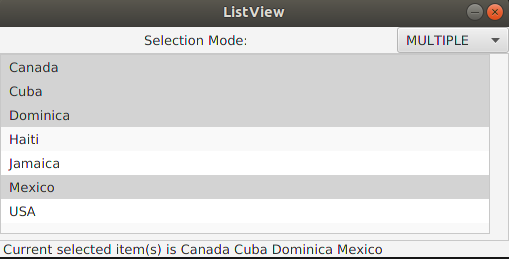 ListView
Selection Mode: MULTIPLE
Canada
Cuba
Dominica
Haiti
Jamaica
Mexico
USA
Current selected item(s) is Canada Cuba Dominica Mexico